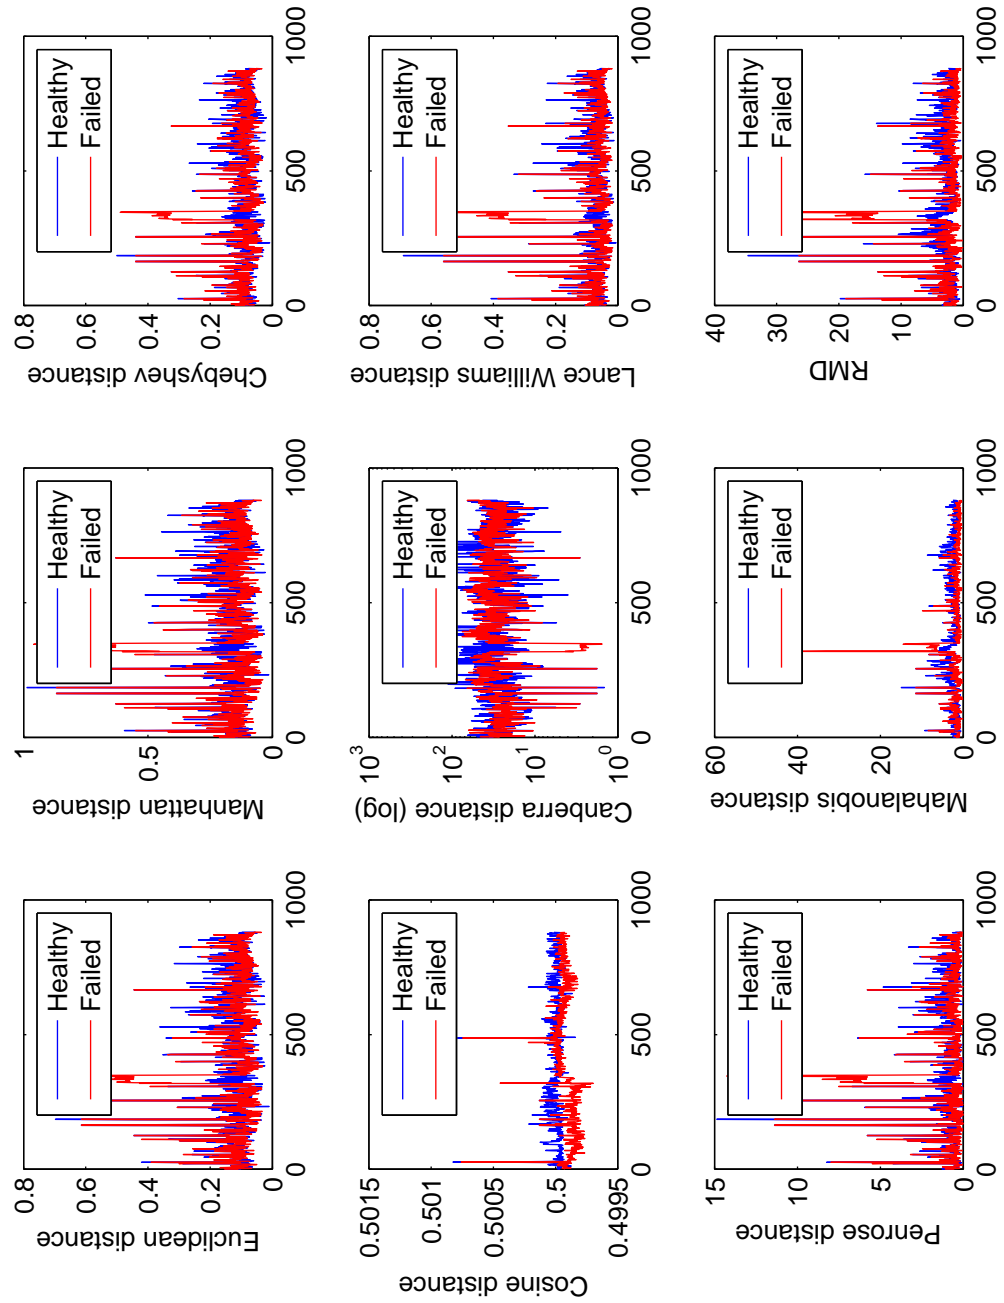 0.8
0.6
0.4
0.2
0
0
500
1000
Euclidean distance
Healthy
Failed
1
0.5
0
0
500
1000
Manhattan distance
Healthy
Failed
0.8
0.6
0.4
0.2
0
0
500
1000
Chebyshev distance
Healthy
Failed
0.5015
0.501
0.5005
0.5
0.4995
0
500
1000
Cosine distance
Healthy
Failed
10^3
10^2
10^1
10^0
0
500
1000
Canberra distance (log)
Healthy
Failed
0.8
0.6
0.4
0.2
0
0
500
1000
Lance Williams distance
Healthy
Failed
15
10
5
0
0
500
1000
Penrose distance
Healthy
Failed
60
40
20
0
0
500
1000
Mahalanobis distance
Healthy
Failed
40
30
20
10
0
0
500
1000
RMD
Healthy
Failed